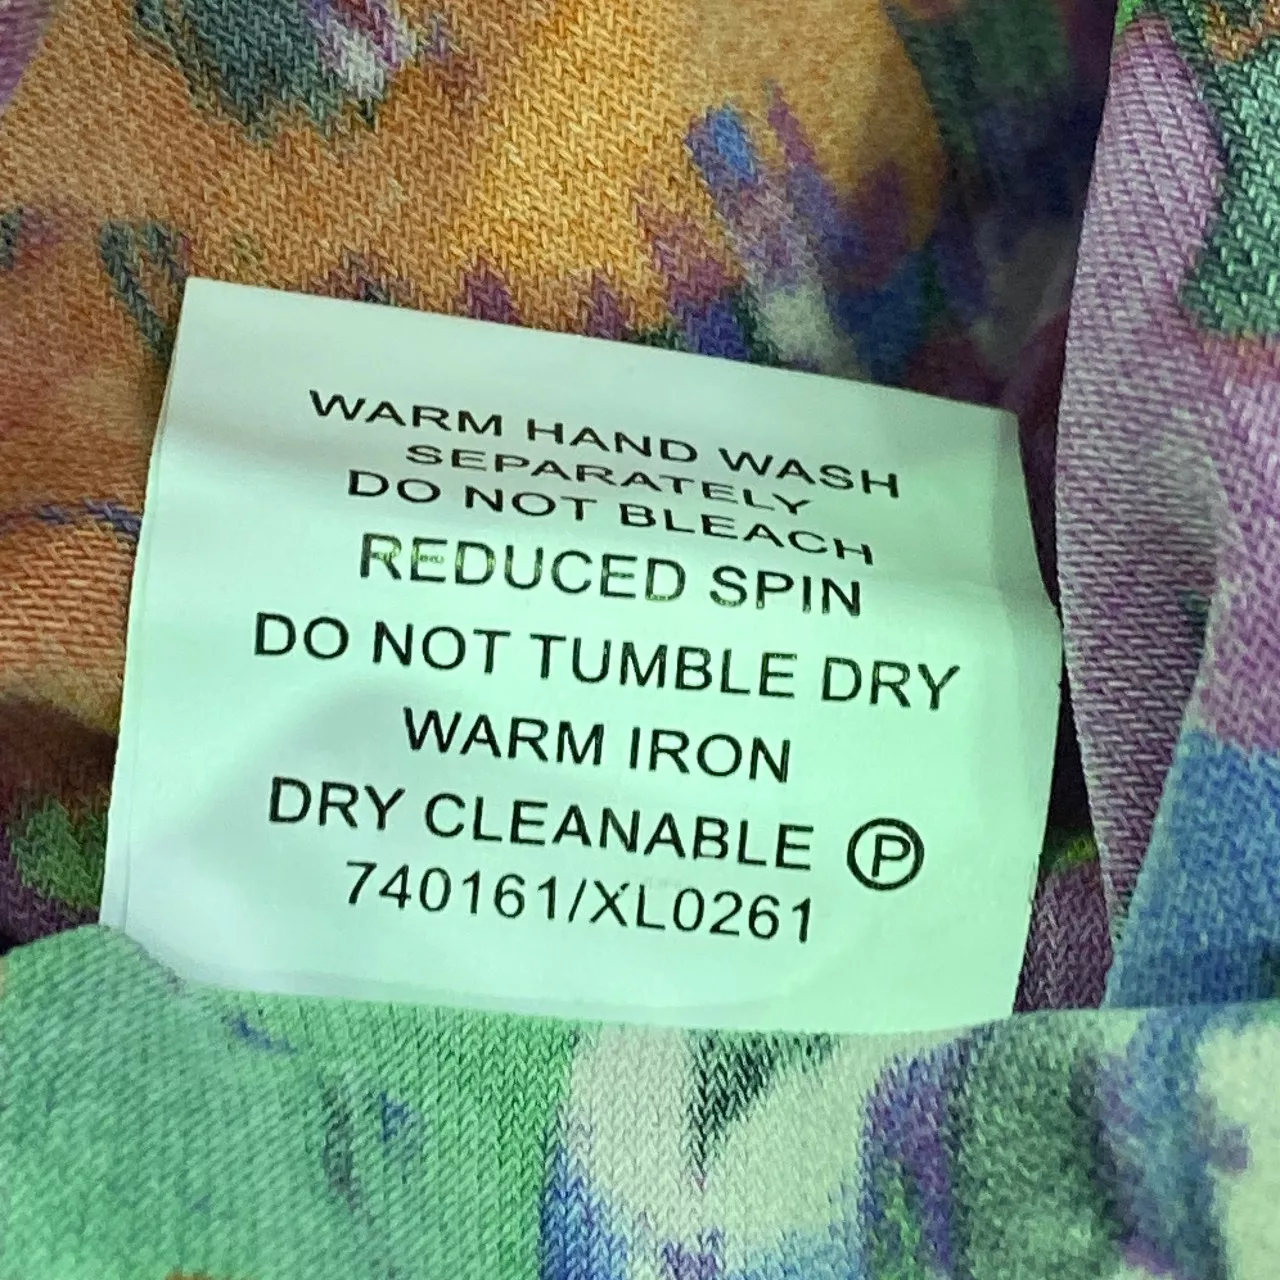 WARM HAND WASH
SEPARATELY
DO NOT BLEACH
REDUCED SPIN
DO NOT TUMBLE DRY
WARM IRON
DRY CLEANABLE Ⓟ
740161/XL0261